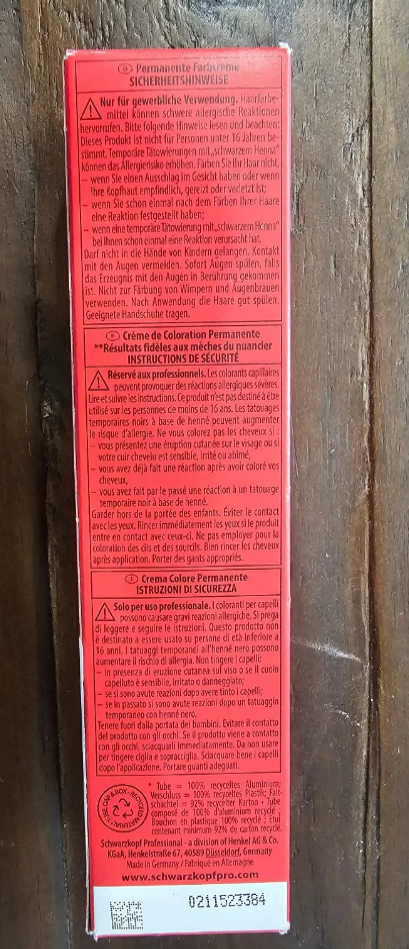 D Permanente Farbcreme
SICHERHEITSHINWEISE
Nur für gewerbliche Verwendung. Haarfärbe-
mittel können schwere allergische Reaktionen
hervorrufen. Bitte folgende Hinweise lesen und beachten:
Dieses Produkt ist nicht für Personen unter 16 Jahren be-
stimmt. Temporäre Tätowierungen mit „schwarzem Henna“
können das Allergierisiko erhöhen. Färben Sie Ihr Haar nicht,
– wenn Sie einen Ausschlag im Gesicht haben oder wenn
Ihre Kopfhaut empfindlich, gereizt oder verletzt ist;
– wenn Sie schon einmal nach dem Färben Ihrer Haare
eine Reaktion festgestellt haben;
– wenn eine temporäre Tätowierung mit „schwarzem Henna“
bei Ihnen schon einmal eine Reaktion verursacht hat.
Darf nicht in die Hände von Kindern gelangen. Kontakt
mit den Augen vermeiden. Sofort Augen spülen, falls
das Erzeugnis mit den Augen in Berührung gekommen
ist. Nicht zur Färbung von Wimpern und Augenbrauen
verwenden. Nach Anwendung die Haare gut spülen.
Geeignete Handschuhe tragen.
F Crème de Coloration Permanente
**Résultats fidèles aux mèches du nuancier
INSTRUCTIONS DE SÉCURITÉ
Réservé aux professionnels. Les colorants capillaires
peuvent provoquer des réactions allergiques sévères.
Lire et suivre les instructions. Ce produit n'est pas destiné à être
utilisé sur les personnes de moins de 16 ans. Les tatouages
temporaires noirs à base de henné peuvent augmenter
le risque d'allergie. Ne vous colorez pas les cheveux si :
– vous présentez une éruption cutanée sur le visage ou si
votre cuir chevelu est sensible, irrité ou abîmé,
– vous avez déjà fait une réaction après avoir coloré vos
cheveux,
– vous avez fait par le passé une réaction à un tatouage
temporaire noir à base de henné.
Garder hors de la portée des enfants. Éviter le contact
avec les yeux. Rincer immédiatement les yeux si le produit
entre en contact avec ceux-ci. Ne pas employer pour la
coloration des cils et des sourcils. Bien rincer les cheveux
après application. Porter des gants appropriés.
I Crema Colore Permanente
ISTRUZIONI DI SICUREZZA
Solo per uso professionale. I coloranti per capelli
possono causare gravi reazioni allergiche. Si prega
di leggere e seguire le istruzioni. Questo prodotto non
è destinato a essere usato su persone di età inferiore a
16 anni. I tatuaggi temporanei all'henné nero possono
aumentare il rischio di allergia. Non tingere i capelli:
– in presenza di eruzione cutanea sul viso o se il cuoio
capelluto è sensibile, irritato o danneggiato;
– se si sono avute reazioni dopo avere tinto i capelli;
– se in passato si sono avute reazioni dopo un tatuaggio
temporaneo con henné nero.
Tenere fuori dalla portata dei bambini. Evitare il contatto
del prodotto con gli occhi. Se il prodotto viene a contatto
con gli occhi, sciacquarli immediatamente. Da non usare
per tingere ciglia e sopracciglia. Sciacquare bene i capelli
dopo l'applicazione. Portare guanti adeguati.
* Tube = 100% recyceltes Aluminium;
Verschluss = 100% recyceltes Plastik; Falt-
schachtel = 92% recycelter Karton • Tube
composé de 100% d'aluminium recyclé ;
Bouchon en plastique 100% recyclé ; Etui
contenant minimum 92% de carton recyclé.
Schwarzkopf Professional - a division of Henkel AG & Co.
KGaA, Henkelstraße 67, 40589 Düsseldorf, Germany
Made in Germany / Fabriqué en Allemagne
www.schwarzkopfpro.com
0211523384